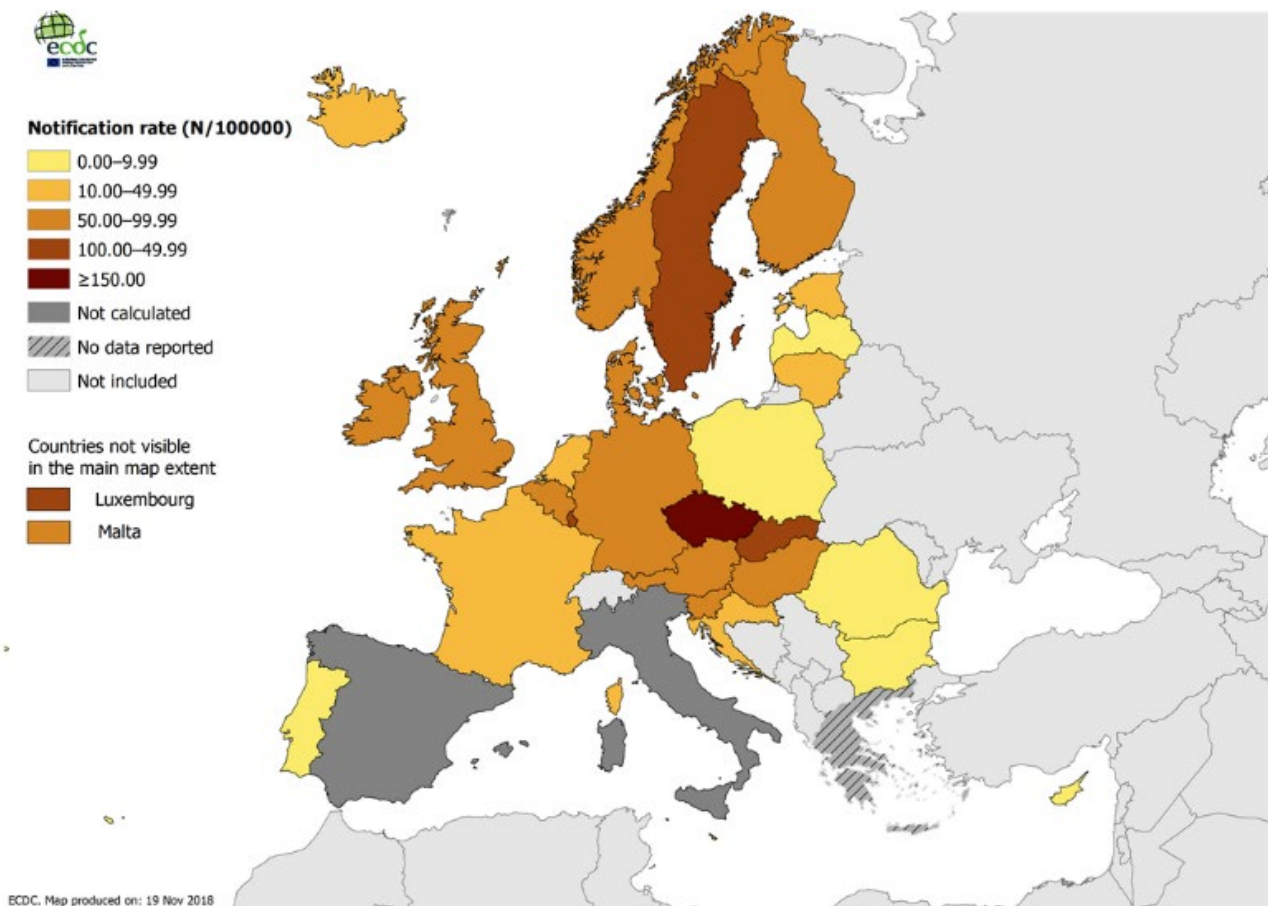 ecdc
Notification rate (N/100000)
0.00–9.99
10.00–49.99
50.00–99.99
100.00–49.99
≥150.00
Not calculated
No data reported
Not included
Countries not visible
in the main map extent
Luxembourg
Malta
ECDC. Map produced on: 19 Nov 2018